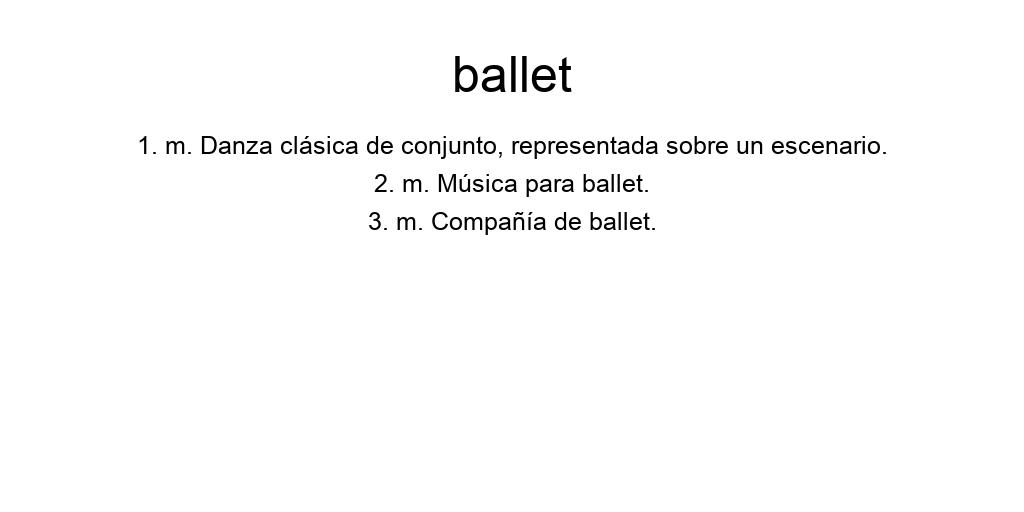 ballet
1. m. Danza clásica de conjunto, representada sobre un escenario.
2. m. Música para ballet.
3. m. Compañía de ballet.